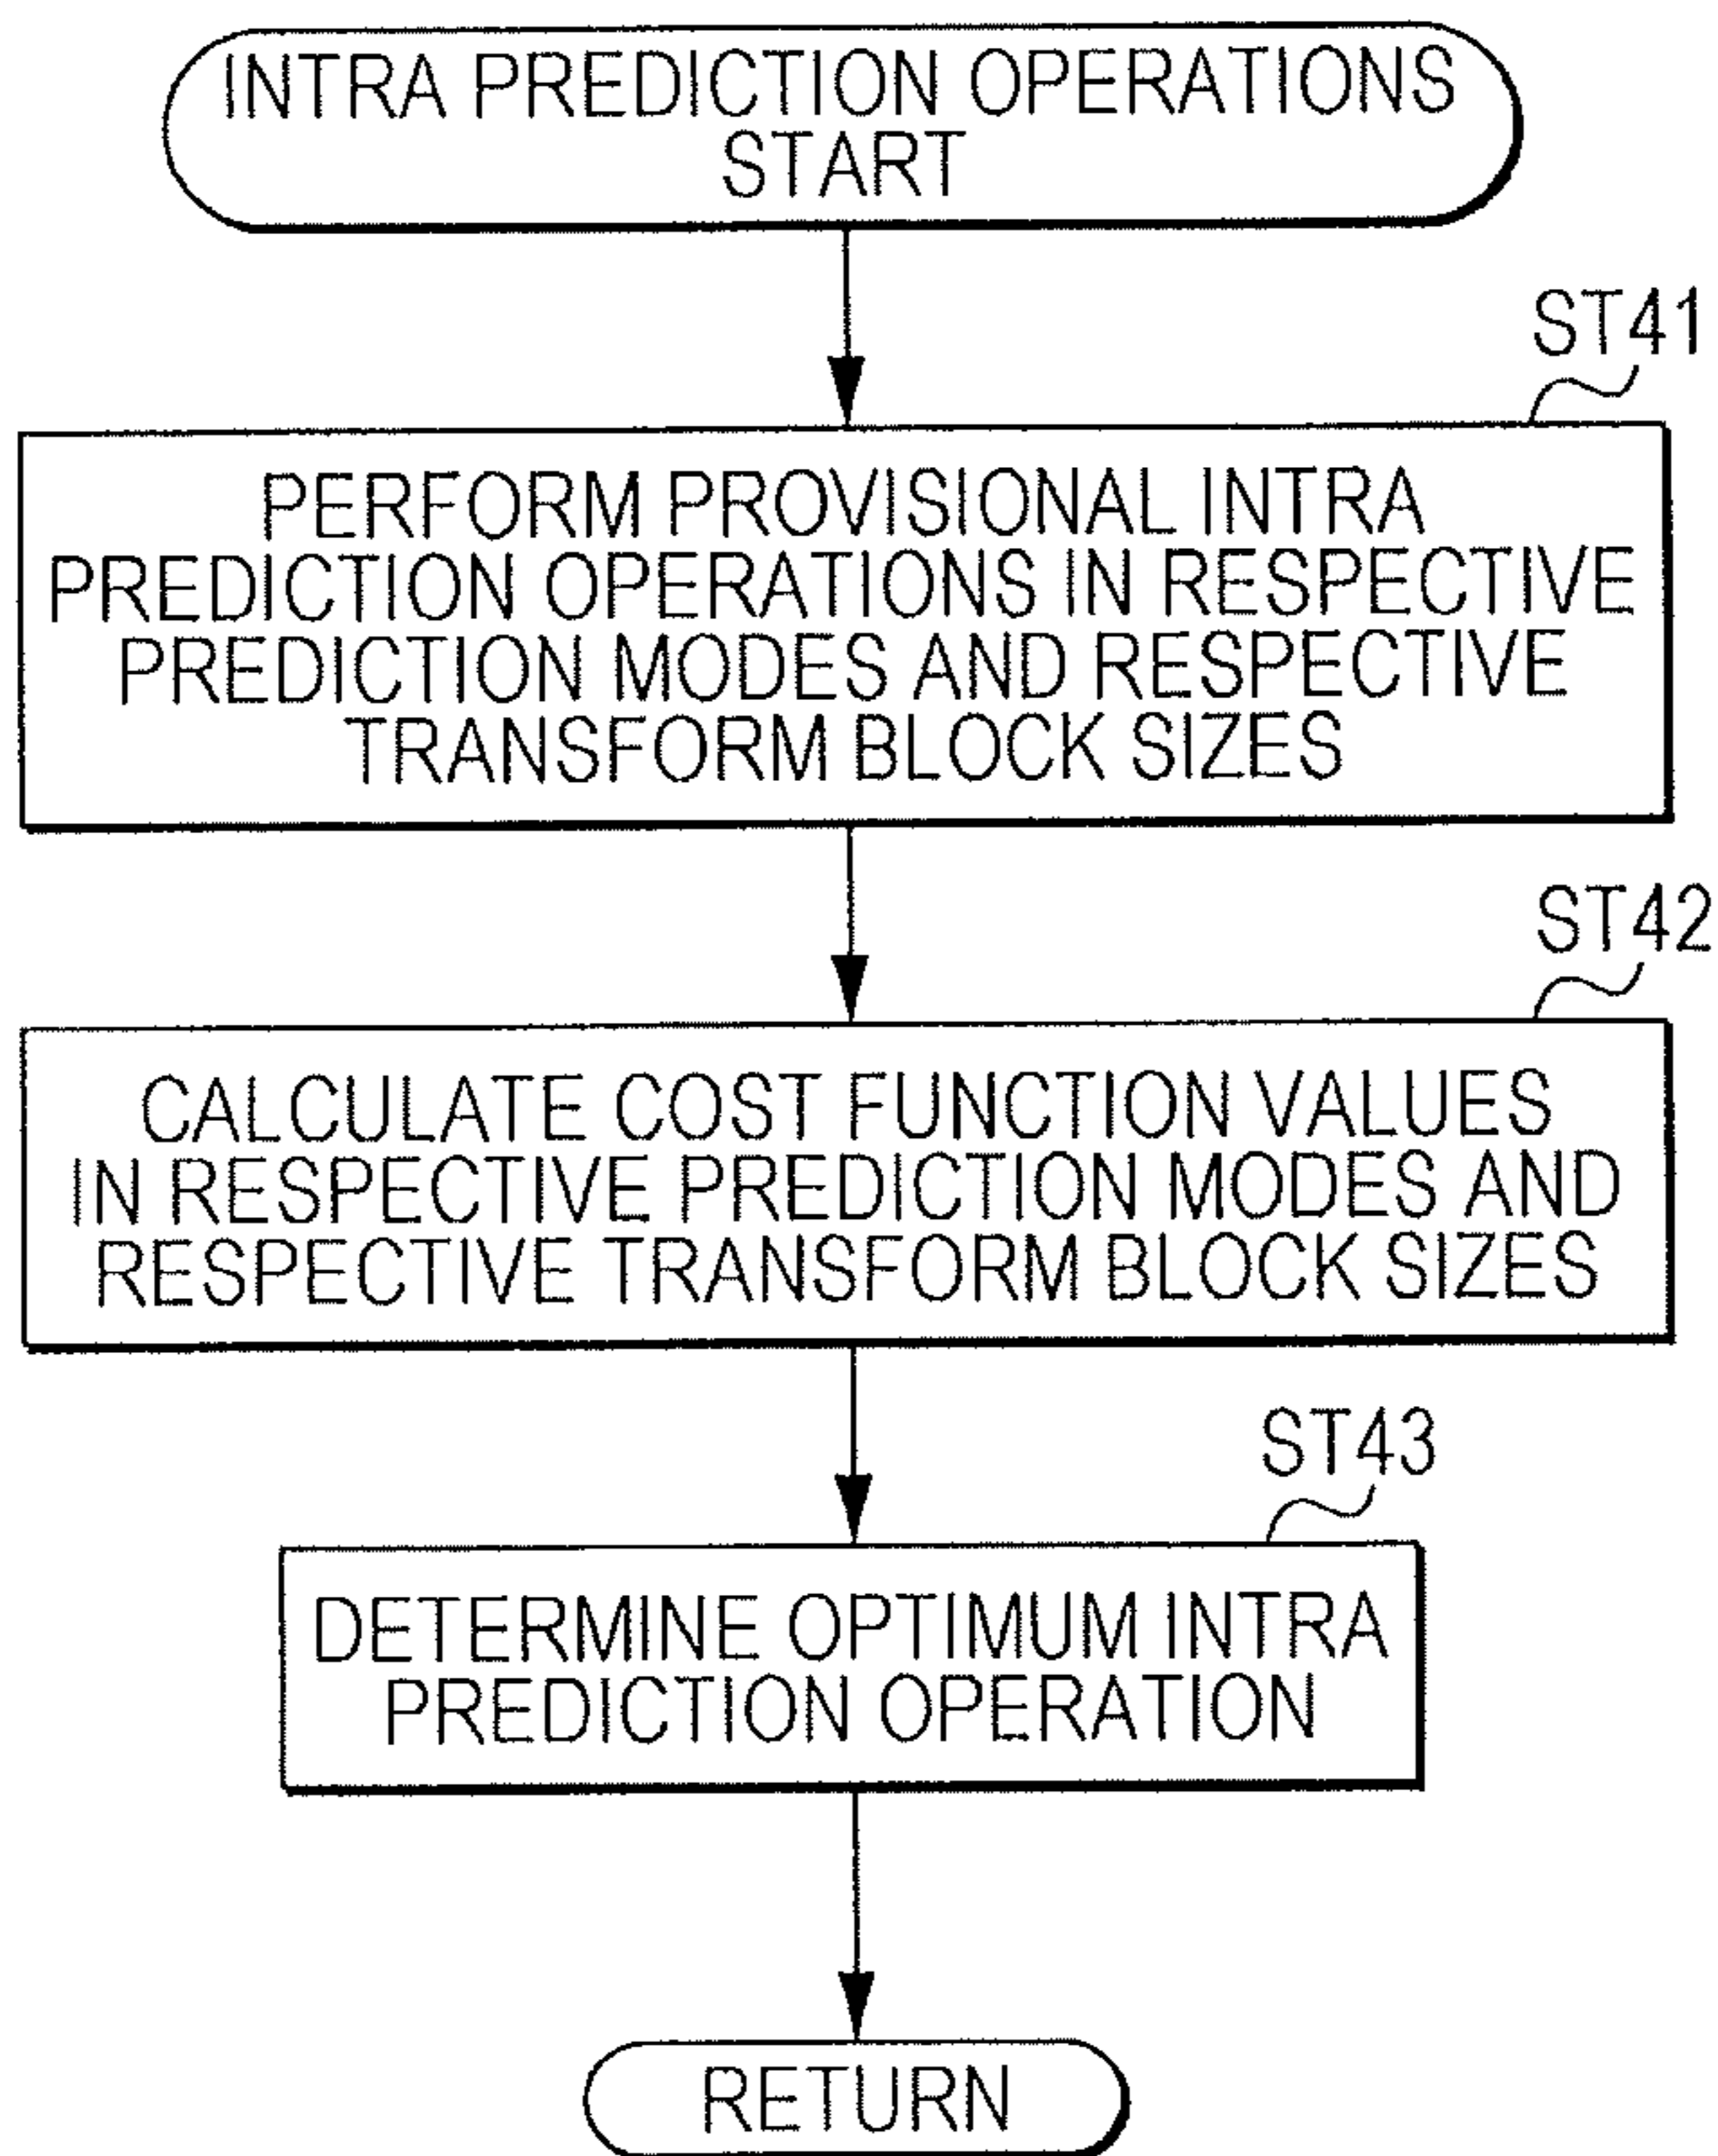 INTRA PREDICTION OPERATIONS
START
ST41
PERFORM PROVISIONAL INTRA
PREDICTION OPERATIONS IN RESPECTIVE
PREDICTION MODES AND RESPECTIVE
TRANSFORM BLOCK SIZES
ST42
CALCULATE COST FUNCTION VALUES
IN RESPECTIVE PREDICTION MODES AND
RESPECTIVE TRANSFORM BLOCK SIZES
ST43
DETERMINE OPTIMUM INTRA
PREDICTION OPERATION
RETURN